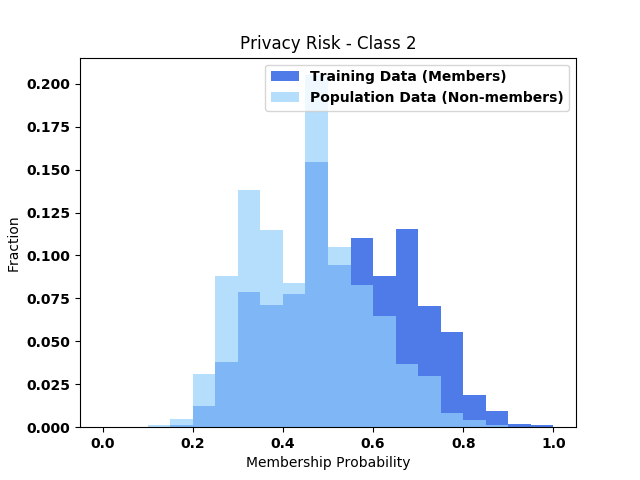 Privacy Risk - Class 2
Training Data (Members)
Population Data (Non-members)
0.200
0.175
0.150
0.125
0.100
0.075
0.050
0.025
0.000
Fraction
0.0 0.2 0.4 0.6 0.8 1.0
Membership Probability